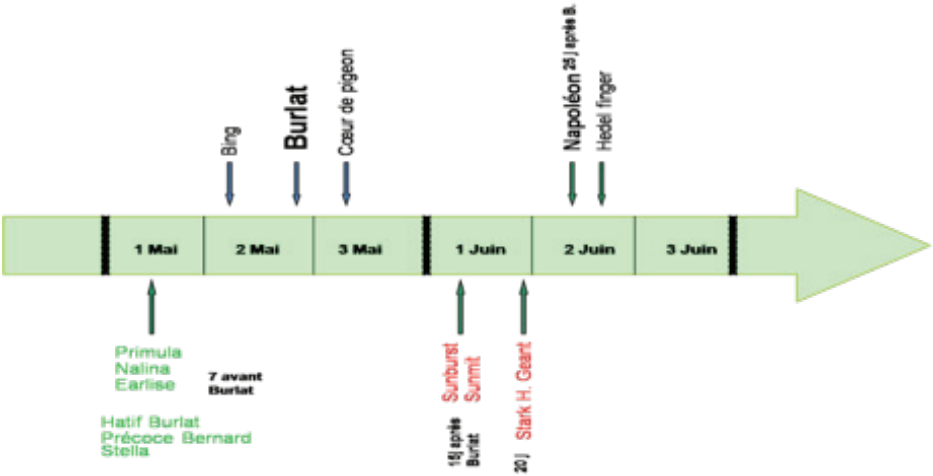 Bing
Burlat
Cœur de pigeon
Napoléon 25 j après B.
Hedel finger
1 Mai
2 Mai
3 Mai
1 Juin
2 Juin
3 Juin
Primula
Nalina
Earlise
7 avant
Burlat
Hatif Burlat
Précoce Bernard
Stella
15j après
Burlat
Sunburst
Sunmit
20 J
Stark H. Geant